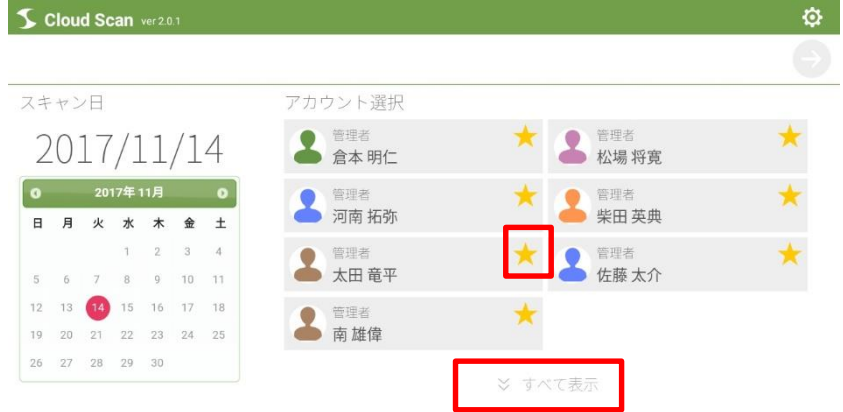 Cloud Scan ver 2.0.1
スキャン日
2017/11/14
2017年 11月
日 月 火 水 木 金 土
1 2 3 4
5 6 7 8 9 10 11
12 13 14 15 16 17 18
19 20 21 22 23 24 25
26 27 28 29 30
アカウント選択
管理者
倉本 明仁
管理者
松場 将寛
管理者
河南 拓弥
管理者
柴田 英典
管理者
太田 竜平
管理者
佐藤 太介
管理者
南 雄偉
すべて表示